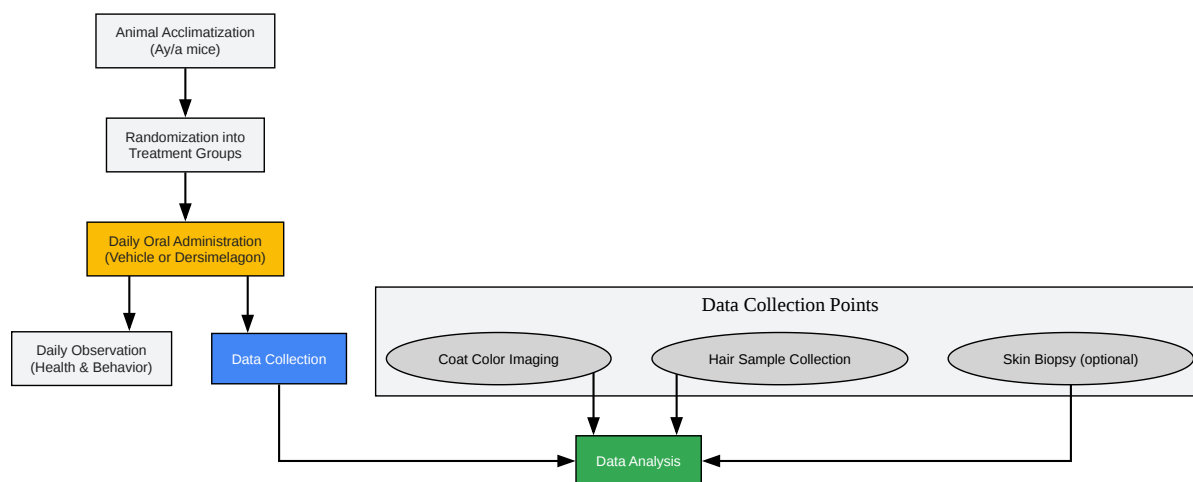 Animal Acclimatization
(Ay/a mice)
Randomization into
Treatment Groups
Daily Oral Administration
(Vehicle or Dersimelagon)
Daily Observation
(Health & Behavior)
Data Collection
Data Collection Points
Coat Color Imaging
Hair Sample Collection
Skin Biopsy (optional)
Data Analysis